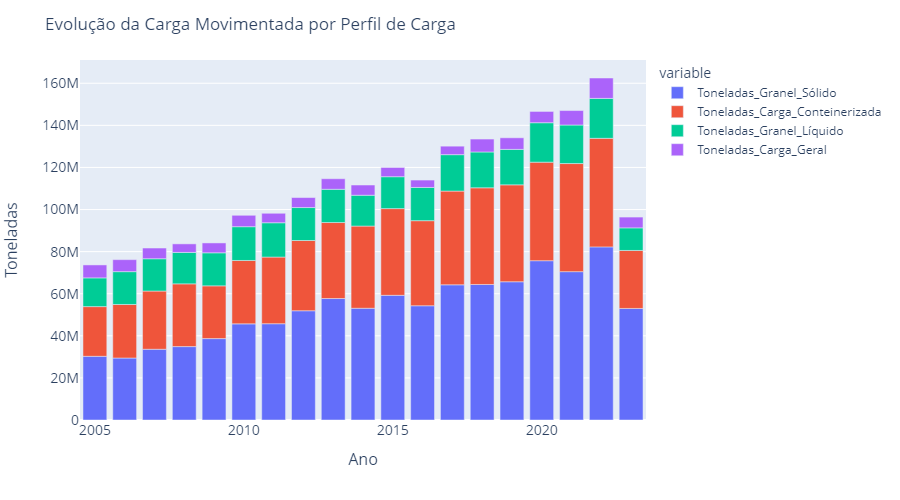 Evolução da Carga Movimentada por Perfil de Carga
variable
Toneladas_Granel_Sólido
Toneladas_Carga_Conteinerizada
Toneladas_Granel_Líquido
Toneladas_Carga_Geral
Toneladas
160M
140M
120M
100M
80M
60M
40M
20M
0
2005
2010
2015
2020
Ano